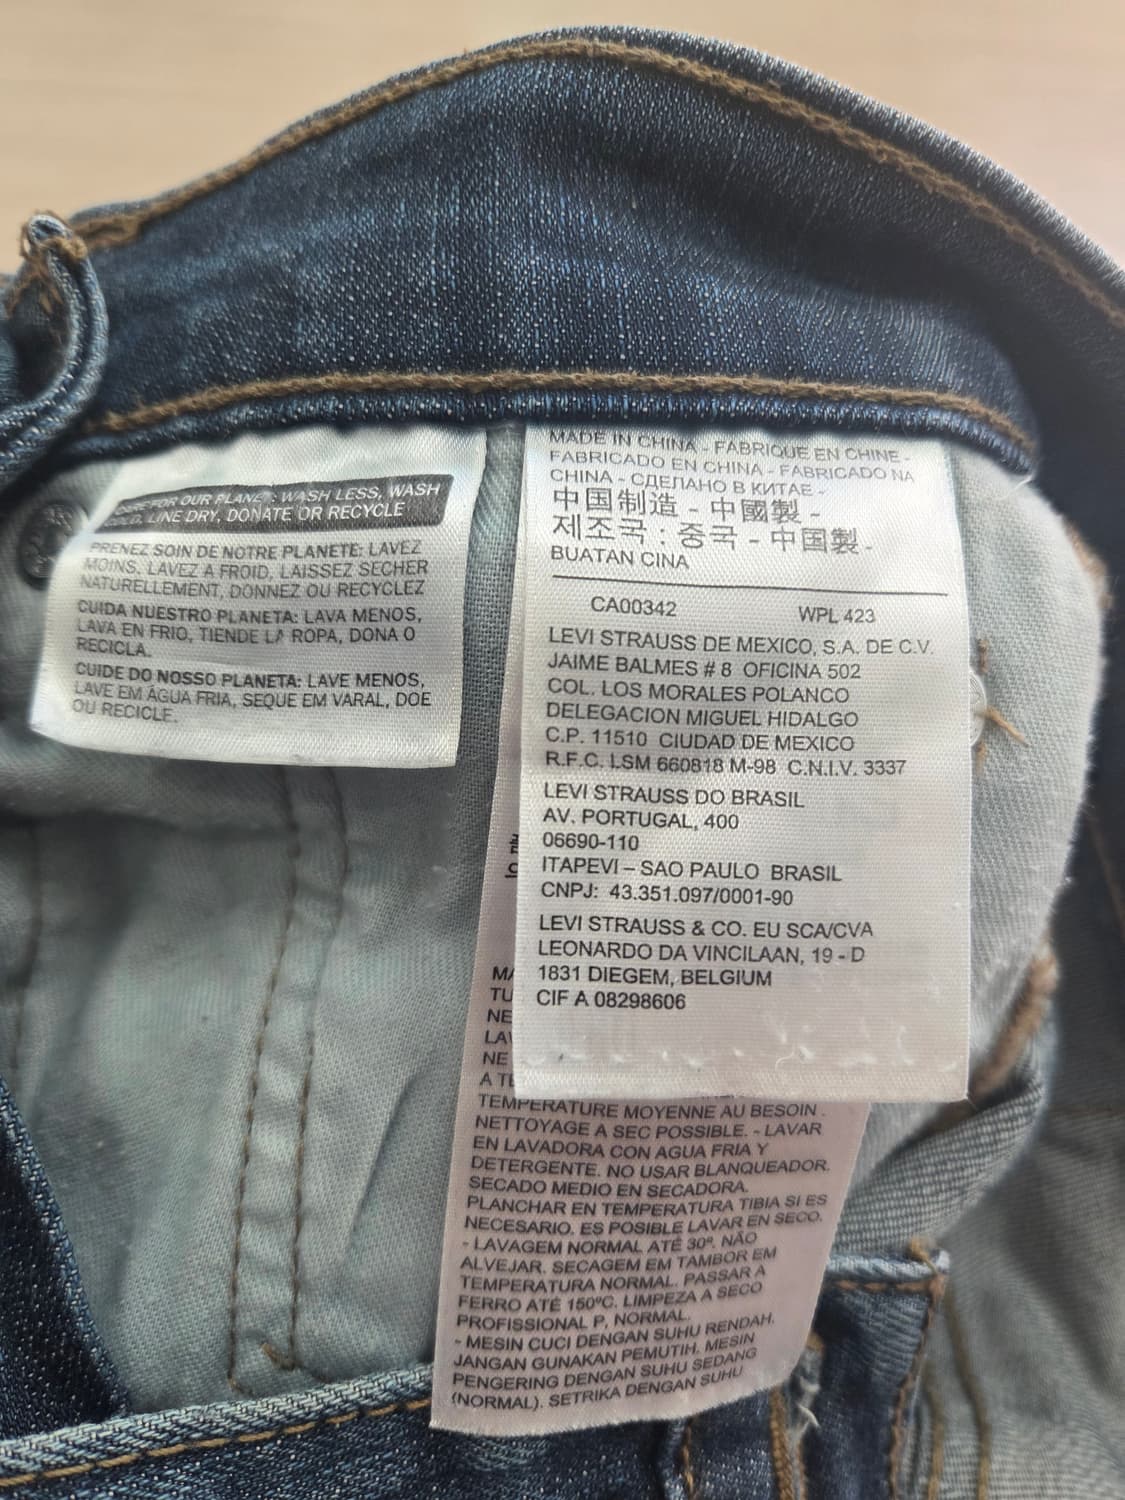 FOR OUR PLANET: WASH LESS, WASH
COLD, LINE DRY, DONATE OR RECYCLE
PRENEZ SOIN DE NOTRE PLANETE: LAVEZ
MOINS, LAVEZ A FROID, LAISSEZ SECHER
NATURELLEMENT, DONNEZ OU RECYCLEZ
CUIDA NUESTRO PLANETA: LAVA MENOS,
LAVA EN FRIO, TIENDE LA ROPA, DONA O
RECICLA.
CUIDE DO NOSSO PLANETA: LAVE MENOS,
LAVE EM ÁGUA FRIA, SEQUE EM VARAL, DOE
OU RECICLE.
MADE IN CHINA - FABRIQUE EN CHINE -
FABRICADO EN CHINA - FABRICADO NA
CHINA - СДЕЛАНО В КИТАЕ -
中国制造 - 中國製 -
제조국 : 중국 - 中国製 -
BUATAN CINA
CA00342 WPL 423
LEVI STRAUSS DE MEXICO, S.A. DE C.V.
JAIME BALMES # 8 OFICINA 502
COL. LOS MORALES POLANCO
DELEGACION MIGUEL HIDALGO
C.P. 11510 CIUDAD DE MEXICO
R.F.C. LSM 660818 M-98 C.N.I.V. 3337
LEVI STRAUSS DO BRASIL
AV. PORTUGAL, 400
06690-110
ITAPEVI – SAO PAULO BRASIL
CNPJ: 43.351.097/0001-90
LEVI STRAUSS & CO. EU SCA/CVA
LEONARDO DA VINCILAAN, 19 - D
1831 DIEGEM, BELGIUM
CIF A 08298606
MA
TU
NE
LAV
NE
A TE
TEMPERATURE MOYENNE AU BESOIN .
NETTOYAGE A SEC POSSIBLE. - LAVAR
EN LAVADORA CON AGUA FRIA Y
DETERGENTE. NO USAR BLANQUEADOR.
SECADO MEDIO EN SECADORA.
PLANCHAR EN TEMPERATURA TIBIA SI ES
NECESARIO. ES POSIBLE LAVAR EN SECO.
- LAVAGEM NORMAL ATÉ 30º. NÃO
ALVEJAR. SECAGEM EM TAMBOR EM
TEMPERATURA NORMAL. PASSAR A
FERRO ATÉ 150ºC. LIMPEZA A SECO
PROFISSIONAL P, NORMAL.
- MESIN CUCI DENGAN SUHU RENDAH.
JANGAN GUNAKAN PEMUTIH. MESIN
PENGERING DENGAN SUHU SEDANG
(NORMAL). SETRIKA DENGAN SUHU